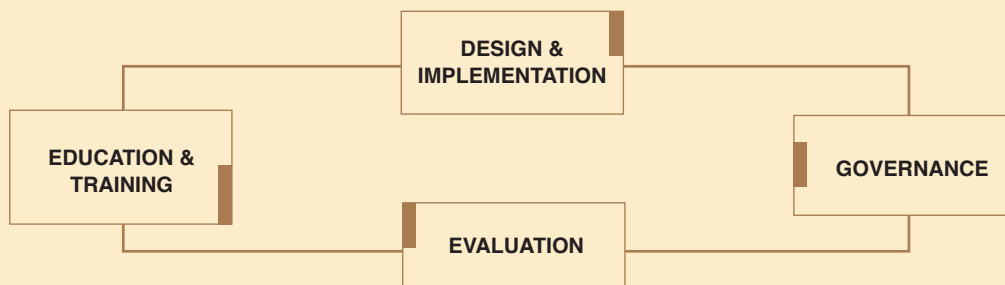 DESIGN &
IMPLEMENTATION
EDUCATION &
TRAINING
GOVERNANCE
EVALUATION